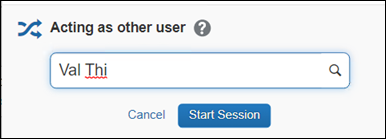 Acting as other user ?
Val Thi
Cancel Start Session